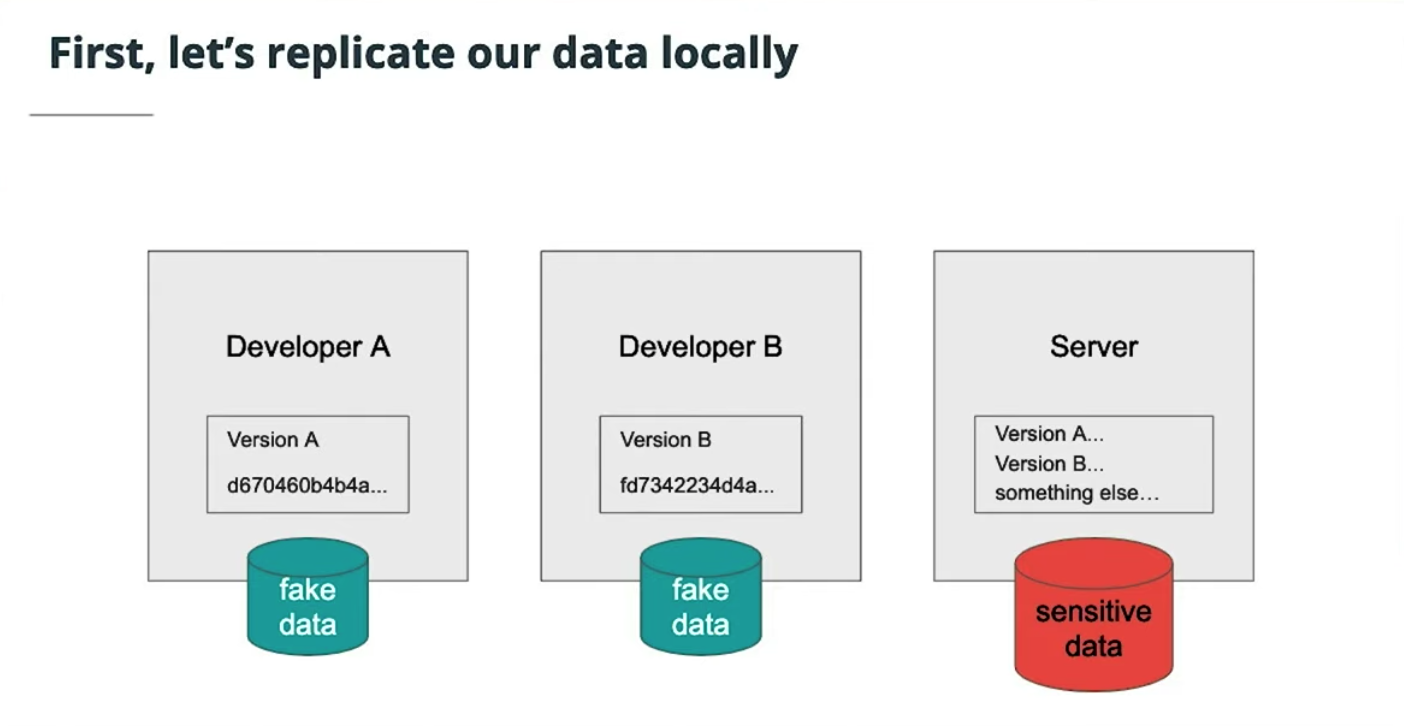 First, let’s replicate our data locally
Developer A
Version A
d670460b4b4a...
fake
data
Developer B
Version B
fd7342234d4a...
fake
data
Server
Version A...
Version B...
something else…
sensitive
data